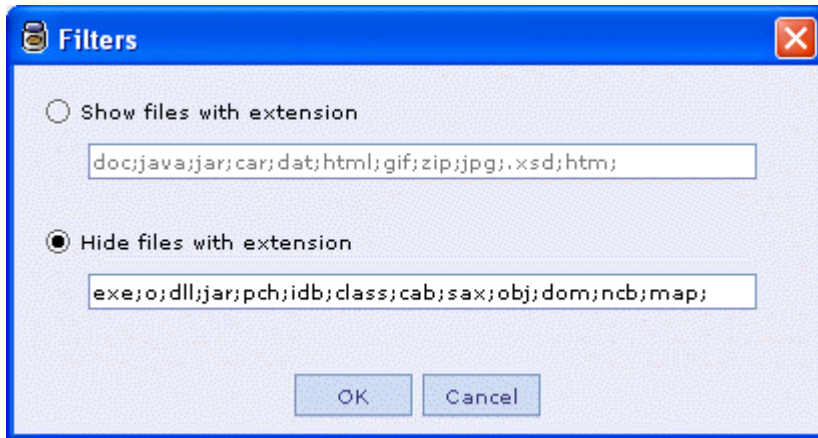 Filters
Show files with extension
doc;java;jar;car;dat;html;gif;zip;jpg;.xsd;htm;
Hide files with extension
exe;o;dll;jar;pch;idb;class;cab;sax;obj;dom;ncb;map;
OK Cancel